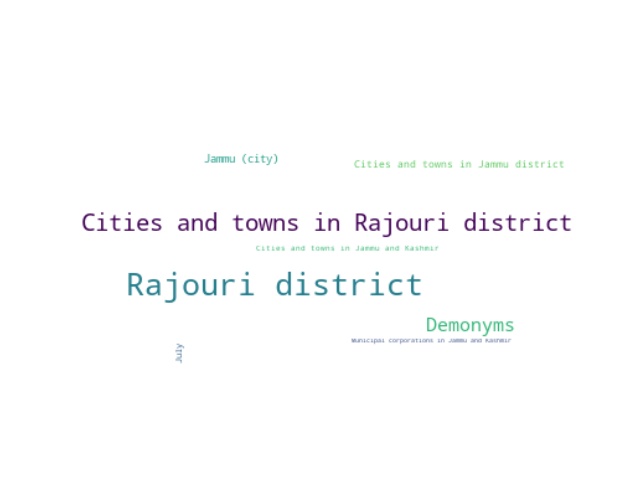 Jammu (city)
Cities and towns in Jammu district
Cities and towns in Rajouri district
Cities and towns in Jammu and Kashmir
Rajouri district
Demonyms
Municipal corporations in Jammu and Kashmir
July